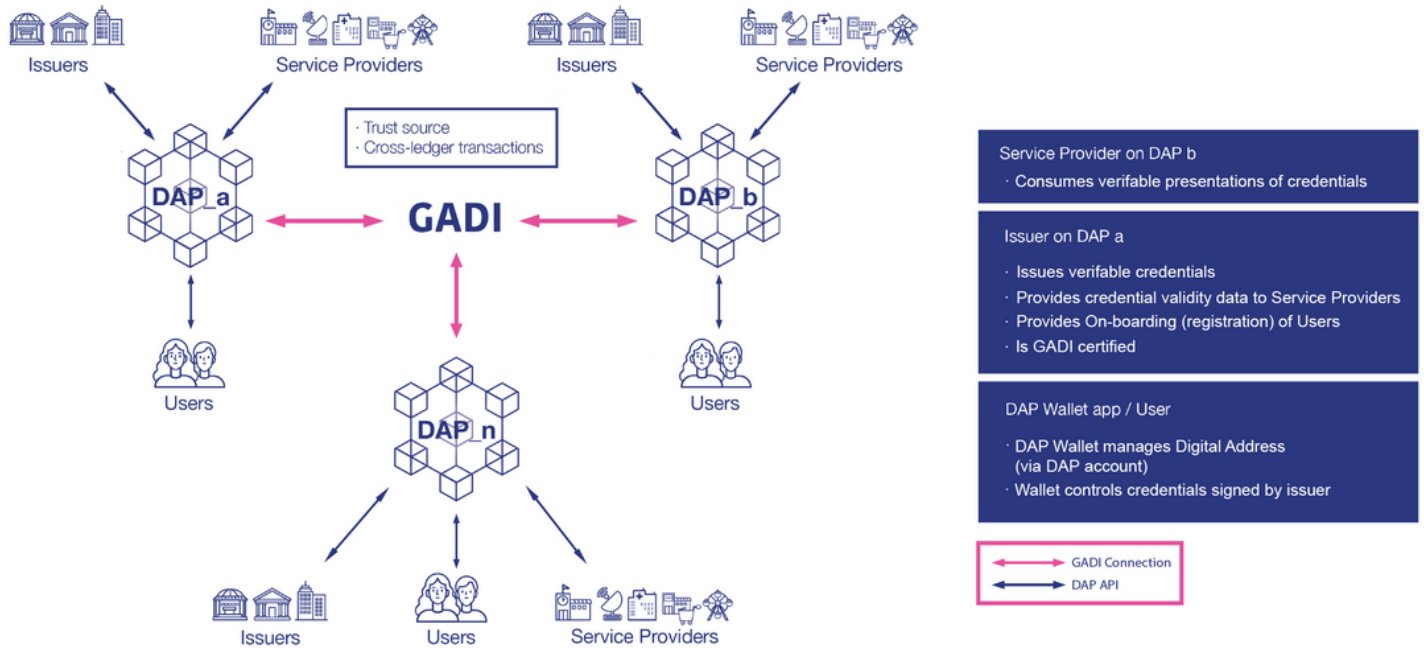 Issuers
Service Providers
Issuers
Service Providers
· Trust source
· Cross-ledger transactions
DAP_a
GADI
DAP_b
Users
Users
DAP_n
Issuers
Users
Service Providers
Service Provider on DAP b
· Consumes verifable presentations of credentials
Issuer on DAP a
· Issues verifable credentials
· Provides credential validity data to Service Providers
· Provides On-boarding (registration) of Users
· Is GADI certified
DAP Wallet app / User
· DAP Wallet manages Digital Address
(via DAP account)
· Wallet controls credentials signed by issuer
GADI Connection
DAP API